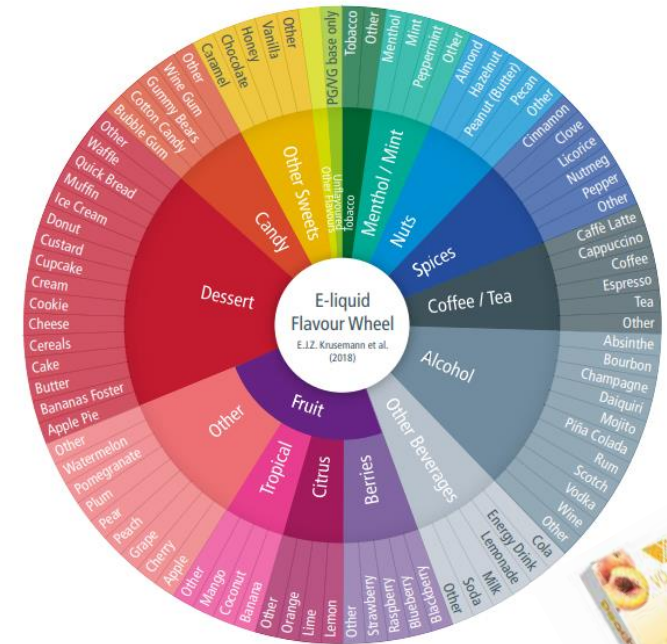 E-liquid
Flavour Wheel
E.J.Z. Krusemann et al.
(2018)
Tobacco
Tobacco
Other
Menthol / Mint
Menthol
Mint
Peppermint
Other
Nuts
Almond
Hazelnut
Peanut (Butter)
Pecan
Other
Spices
Cinnamon
Clove
Licorice
Nutmeg
Pepper
Other
Coffee / Tea
Caffè Latte
Cappuccino
Coffee
Espresso
Tea
Other
Alcohol
Absinthe
Bourbon
Champagne
Daiquiri
Mojito
Piña Colada
Rum
Scotch
Vodka
Wine
Other
Other Beverages
Cola
Energy Drink
Lemonade
Milk
Soda
Other
Fruit
Berries
Blackberry
Blueberry
Raspberry
Strawberry
Other
Citrus
Lemon
Lime
Orange
Other
Tropical
Banana
Coconut
Mango
Other
Other
Apple
Cherry
Grape
Peach
Pear
Plum
Pomegranate
Watermelon
Other
Dessert
Apple Pie
Bananas Foster
Butter
Cake
Cereals
Cheese
Cookie
Cream
Cupcake
Custard
Donut
Ice Cream
Muffin
Quick Bread
Waffle
Other
Candy
Bubble Gum
Cotton Candy
Gummy Bears
Wine Gum
Other
Other Sweets
Caramel
Chocolate
Honey
Vanilla
Other
Other Flavours
Unflavoured
PG/VG base only